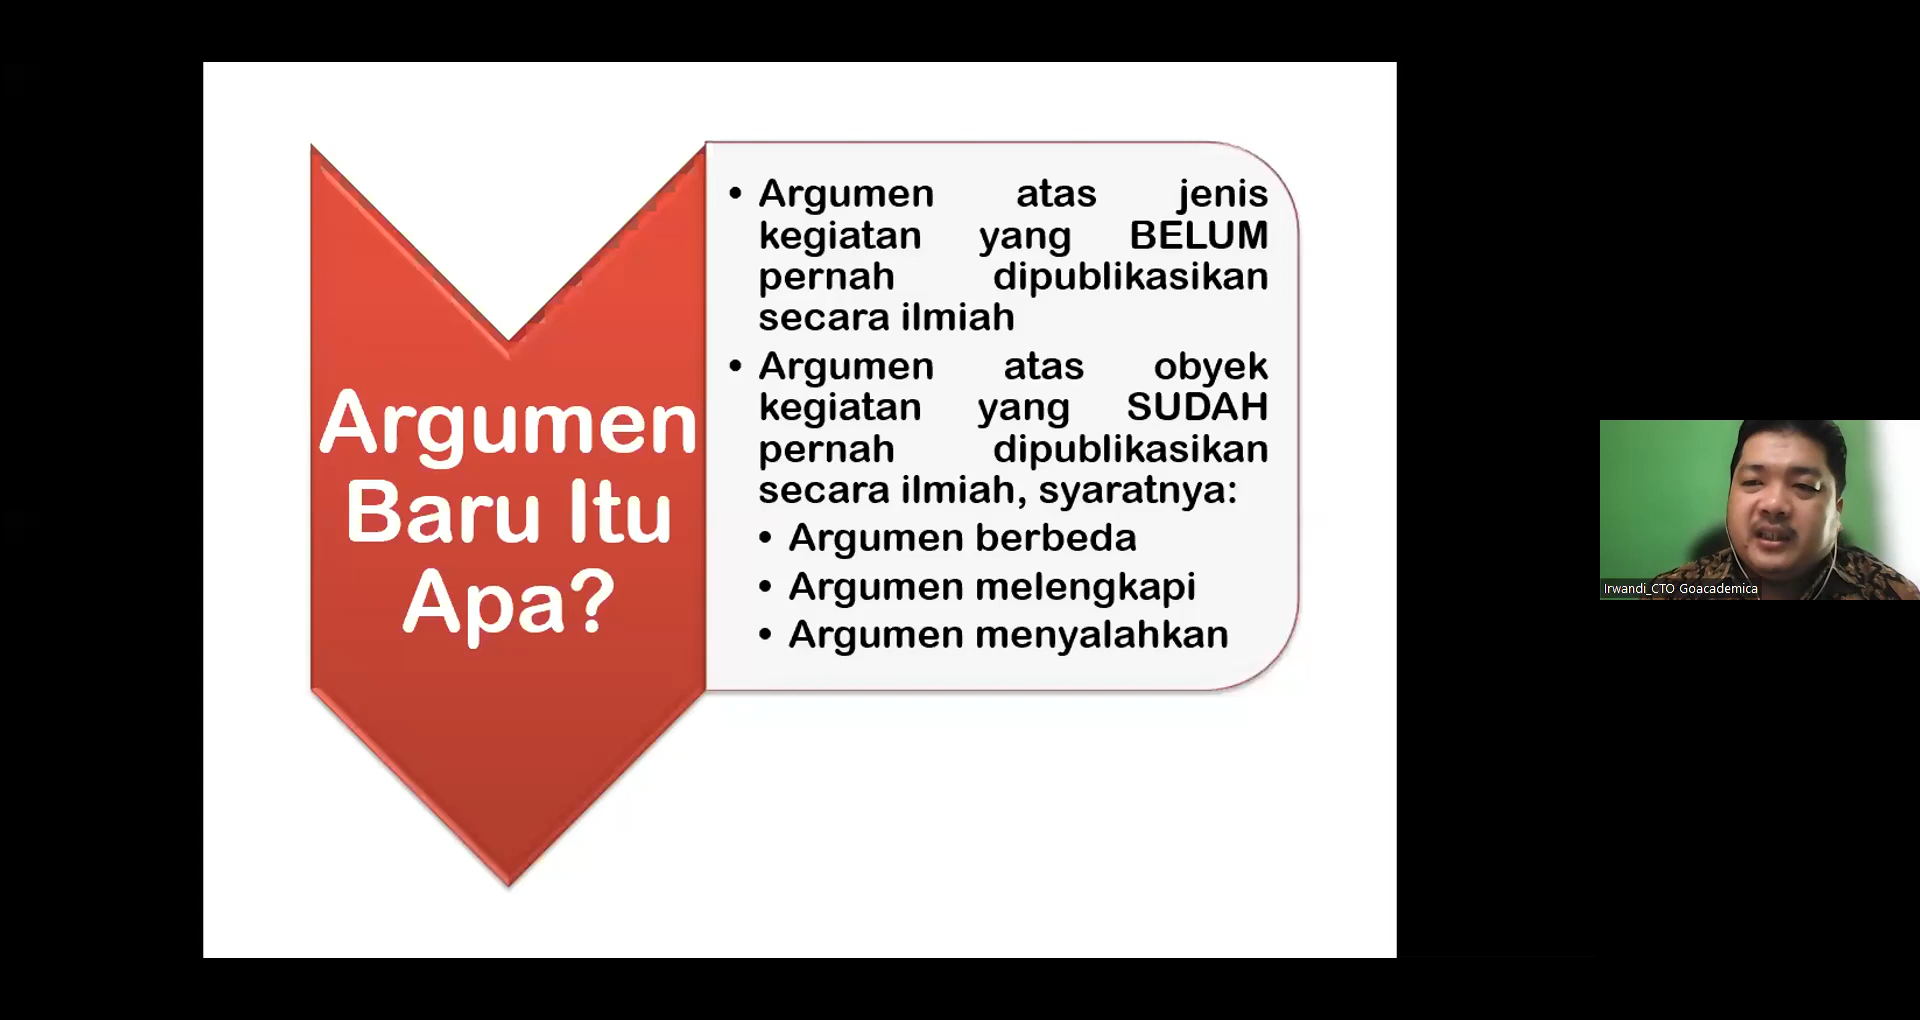 Argumen
Baru Itu
Apa?
• Argumen atas jenis
kegiatan yang BELUM
pernah dipublikasikan
secara ilmiah
• Argumen atas obyek
kegiatan yang SUDAH
pernah dipublikasikan
secara ilmiah, syaratnya:
• Argumen berbeda
• Argumen melengkapi
• Argumen menyalahkan
Irwandi_CTO Goacademica